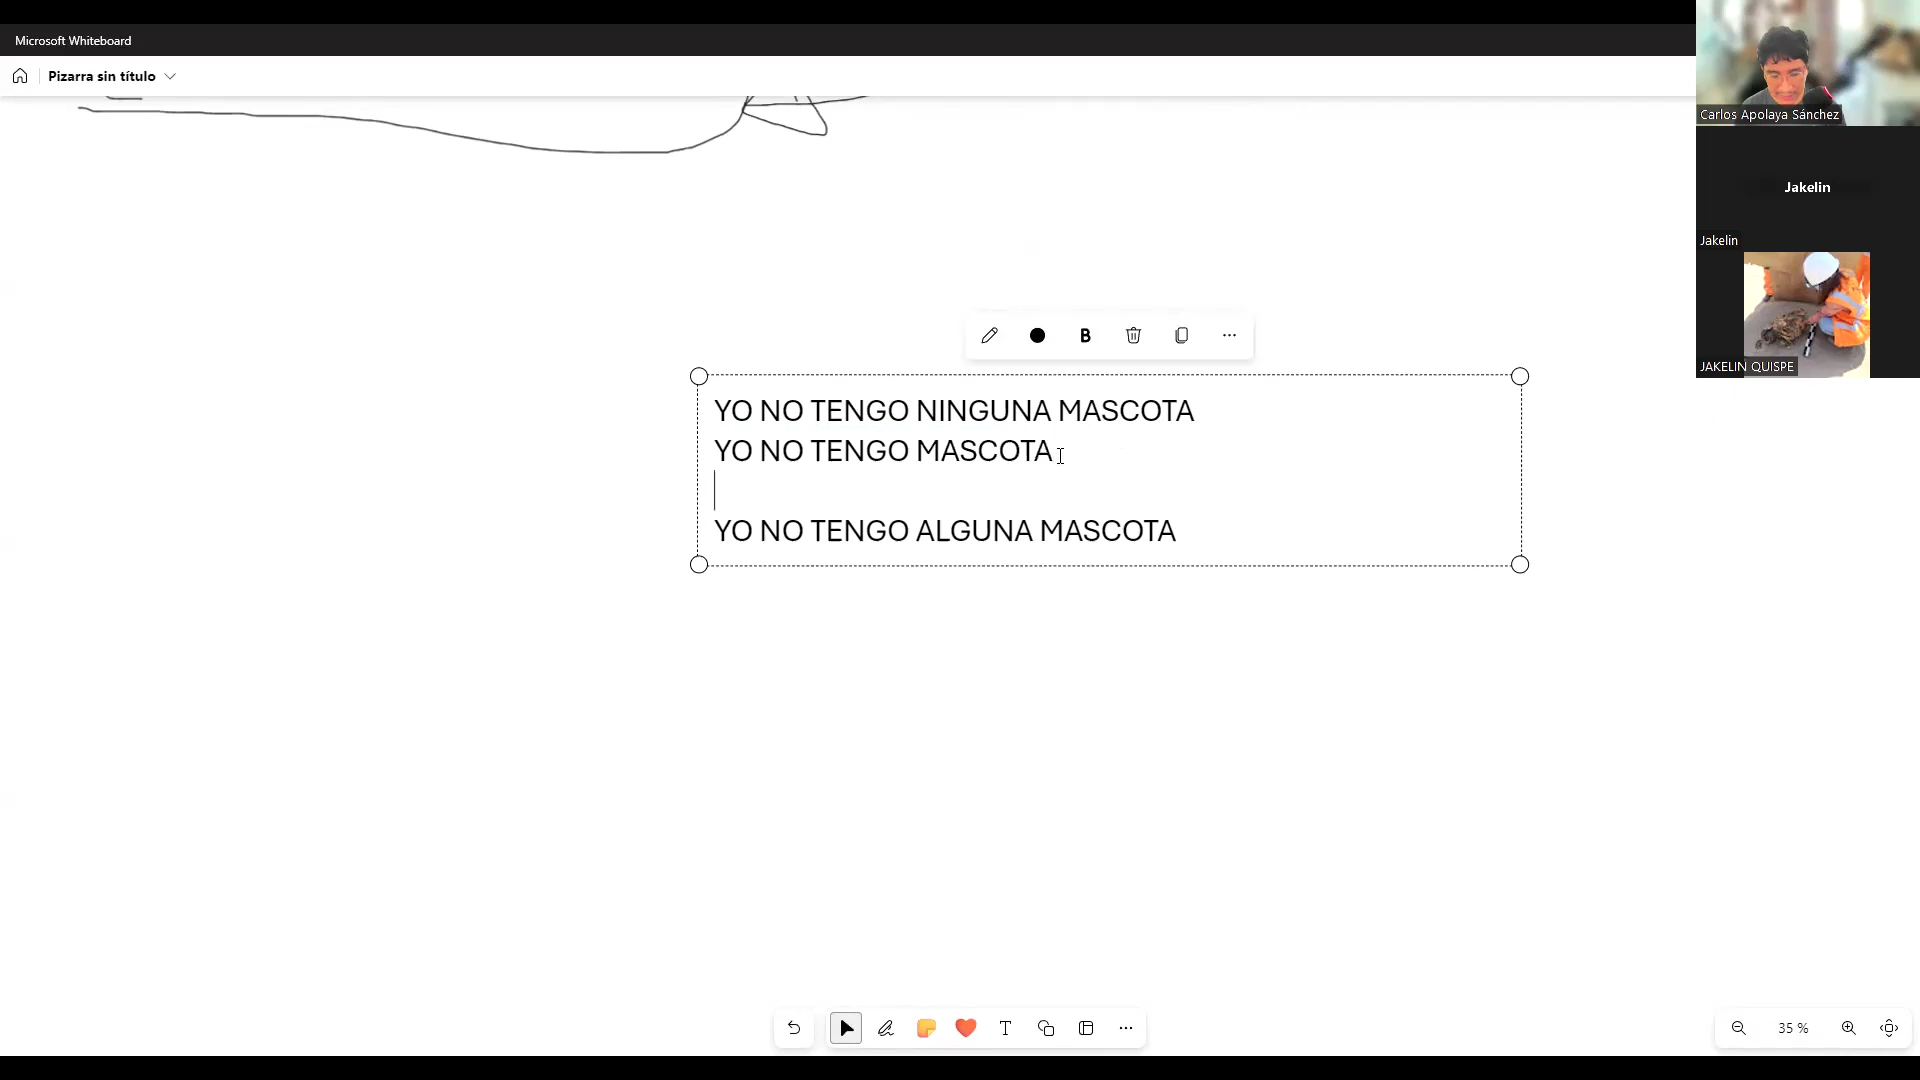 Microsoft Whiteboard
Pizarra sin título
Carlos Apolaya Sánchez
Jakelin
Jakelin
JAKELIN QUISPE
B
YO NO TENGO NINGUNA MASCOTA
YO NO TENGO MASCOTA
YO NO TENGO ALGUNA MASCOTA
35 %